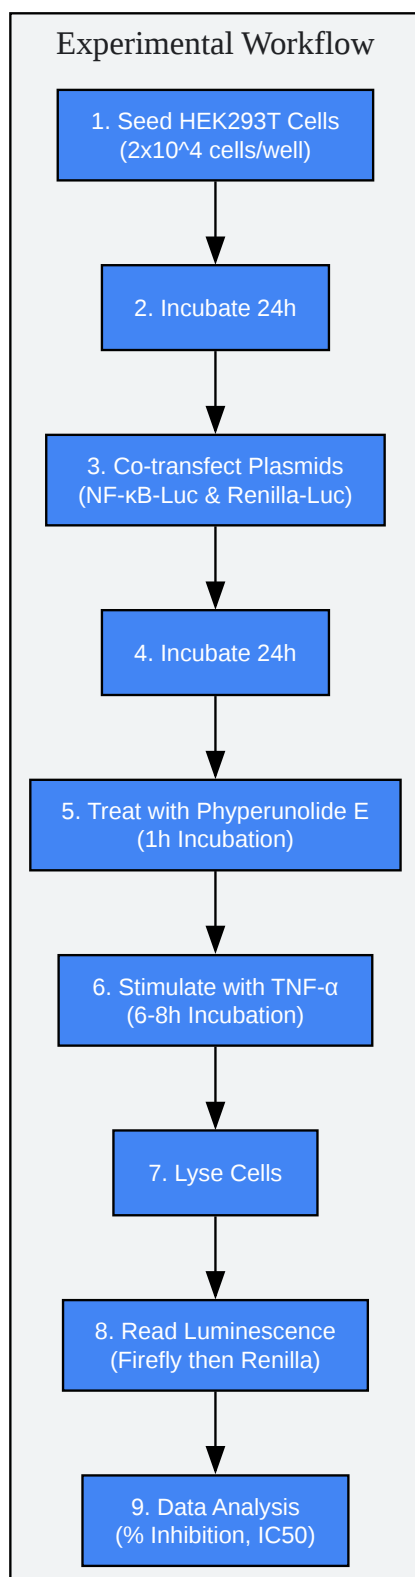 Experimental Workflow
1. Seed HEK293T Cells
(2x10^4 cells/well)
2. Incubate 24h
3. Co-transfect Plasmids
(NF-κB-Luc & Renilla-Luc)
4. Incubate 24h
5. Treat with Phyperunolide E
(1h Incubation)
6. Stimulate with TNF-α
(6-8h Incubation)
7. Lyse Cells
8. Read Luminescence
(Firefly then Renilla)
9. Data Analysis
(% Inhibition, IC50)